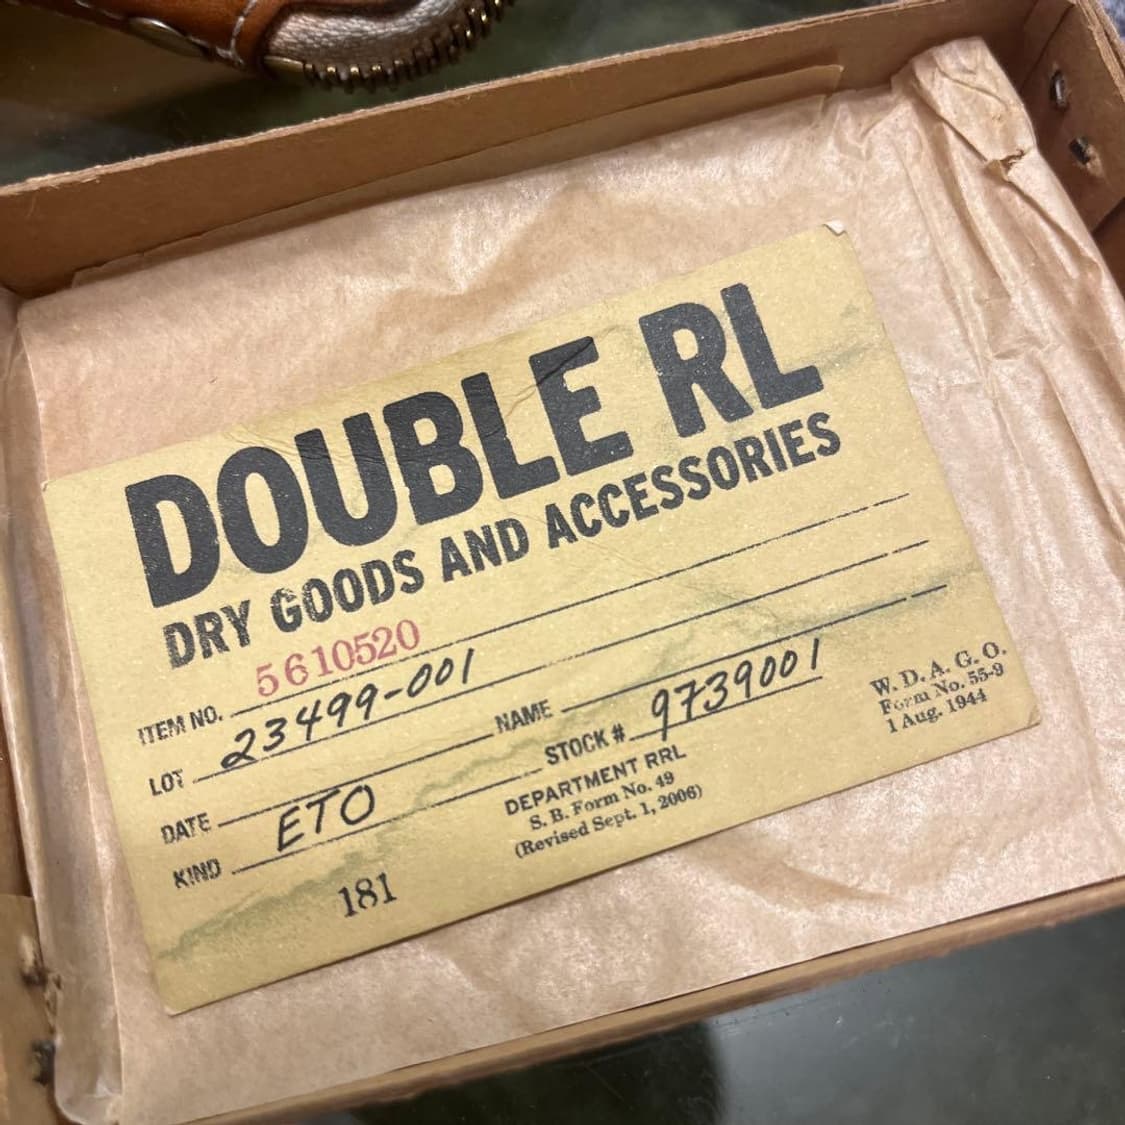 DOUBLE RL
DRY GOODS AND ACCESSORIES
ITEM NO. 5610520
LOT 23499-001
DATE NAME
KIND ETO STOCK # 9739001
DEPARTMENT RRL
S. B. Form No. 49
(Revised Sept. 1, 2006)
W. D. A. G. O.
Form No. 55-9
1 Aug. 1944
181